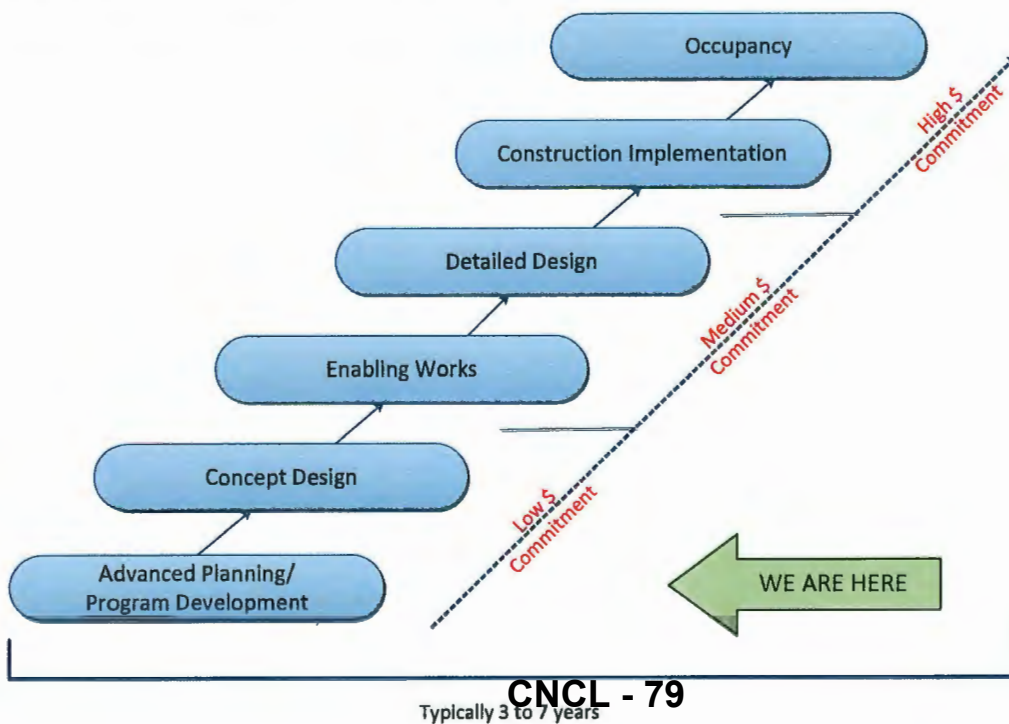 Occupancy
High $
Commitment
Construction Implementation
Detailed Design
Medium $
Commitment
Enabling Works
Concept Design
Low $
Commitment
Advanced Planning/
Program Development
WE ARE HERE
CNCL - 79
Typically 3 to 7 years